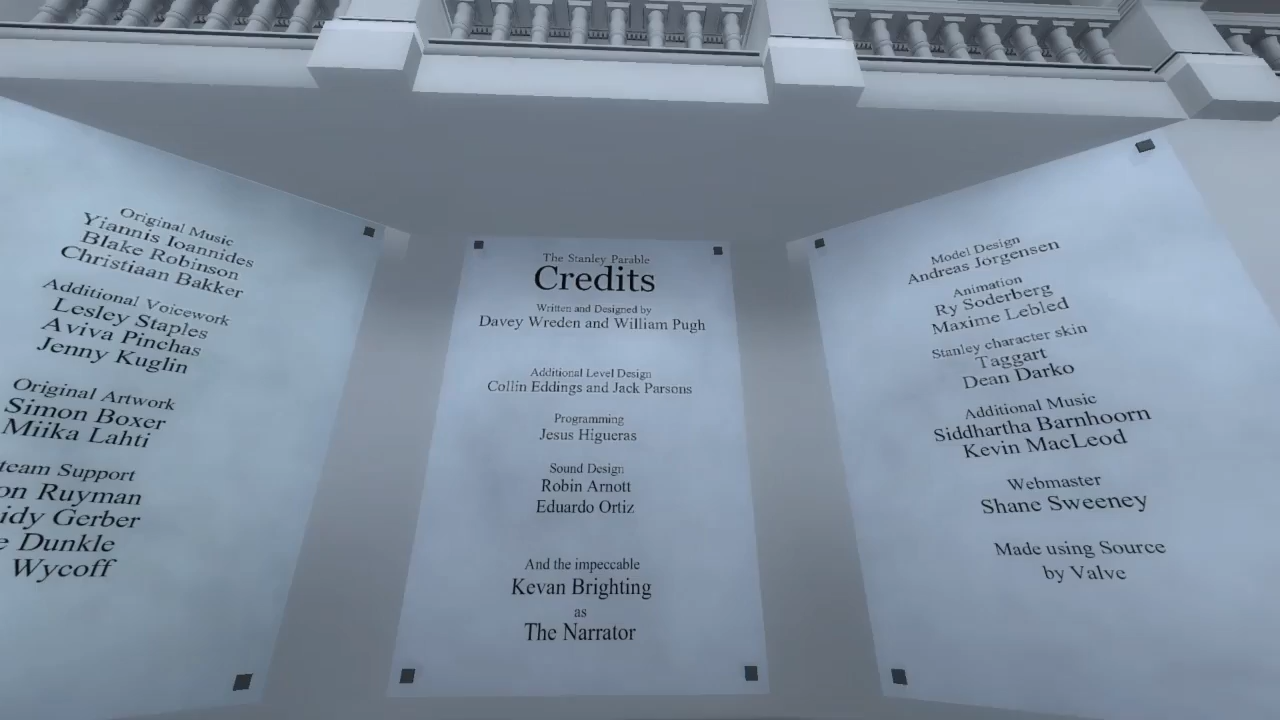 Original Music
Yiannis Ioannides
Blake Robinson
Christiaan Bakker
Additional Voicework
Lesley Staples
Aviva Pinchas
Jenny Kuglin
Original Artwork
Simon Boxer
Miika Lahti
Support
Ruyman
Gerber
Dunkle
Wycoff
The Stanley Parable
Credits
Written and Designed by
Davey Wreden and William Pugh
Additional Level Design
Collin Eddings and Jack Parsons
Programming
Jesus Higueras
Sound Design
Robin Arnott
Eduardo Ortiz
And the impeccable
Kevan Brighting
as
The Narrator
Model Design
Andreas Jorgensen
Animation
Ry Soderberg
Maxime Lebled
Stanley character skin
Taggart
Dean Darko
Additional Music
Siddhartha Barnhoorn
Kevin MacLeod
Webmaster
Shane Sweeney
Made using Source
by Valve